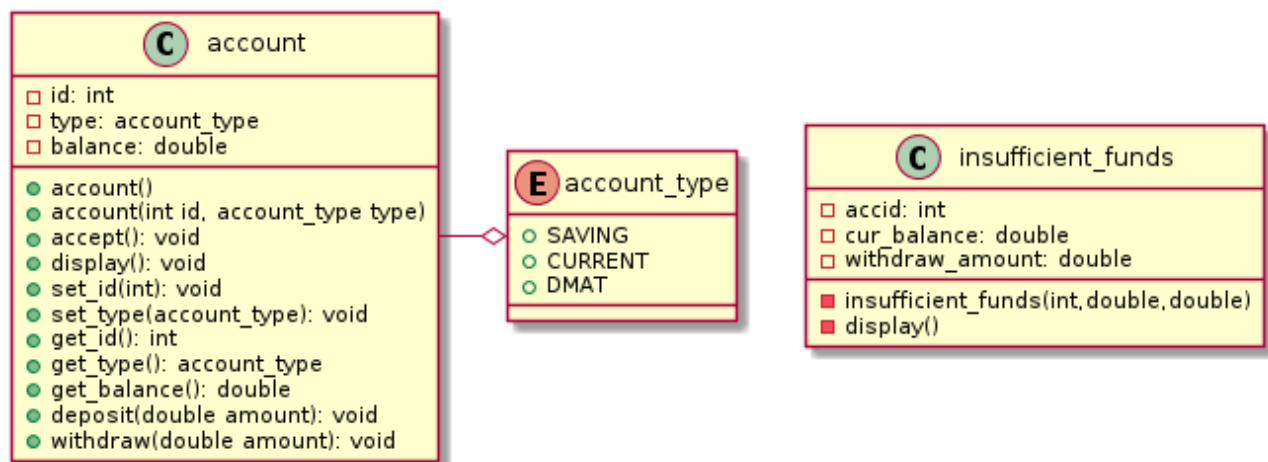 C account
id: int
type: account_type
balance: double
account()
account(int id, account_type type)
accept(): void
display(): void
set_id(int): void
set_type(account_type): void
get_id(): int
get_type(): account_type
get_balance(): double
deposit(double amount): void
withdraw(double amount): void
E account_type
SAVING
CURRENT
DMAT
C insufficient_funds
accid: int
cur_balance: double
withdraw_amount: double
insufficient_funds(int,double,double)
display()